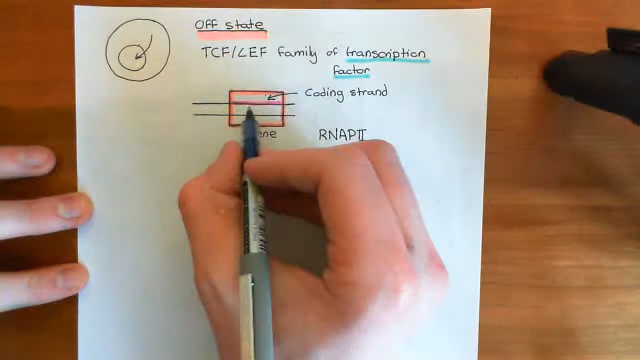 Off state
TCF/LEF family of transcription
factor
Coding strand
RNAPII